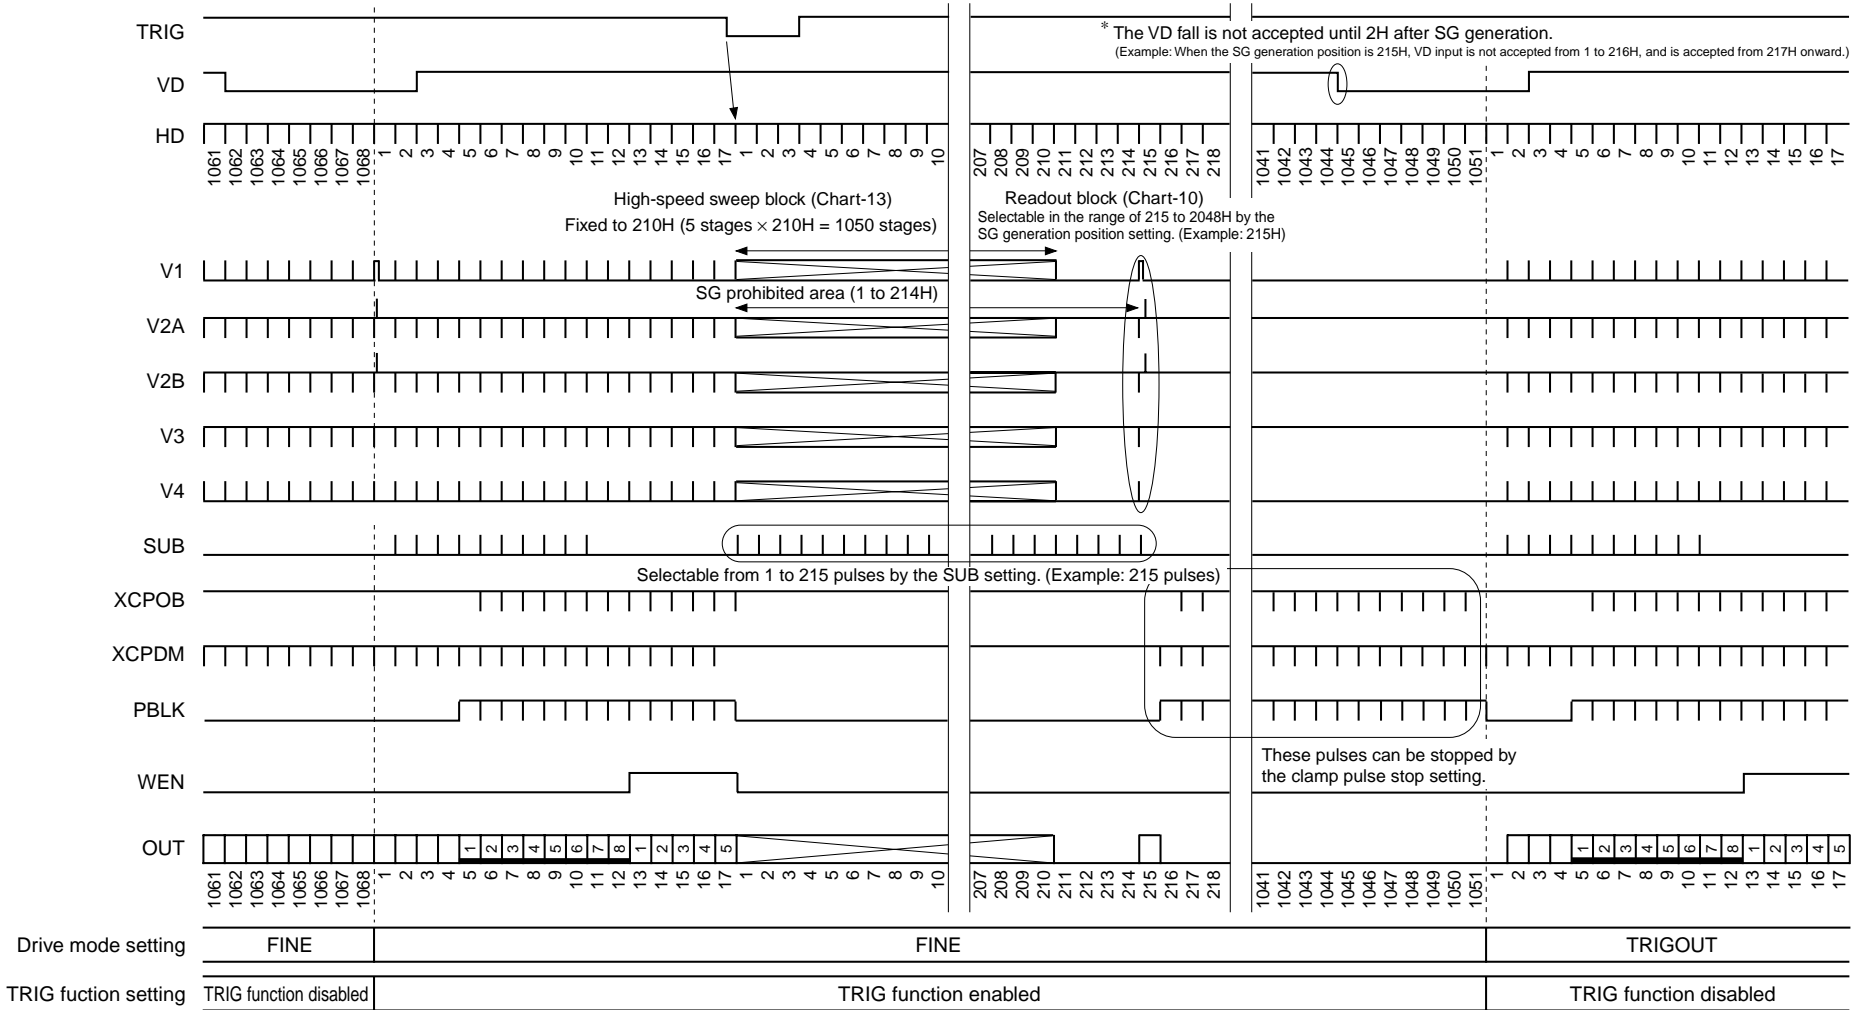 TRIG
* The VD fall is not accepted until 2H after SG generation.
(Example: When the SG generation position is 215H, VD input is not accepted from 1 to 216H, and is accepted from 217H onward.)
VD
HD
1061 1062 1063 1064 1065 1066 1067 1068 1 2 3 4 5 6 7 8 9 10 11 12 13 14 15 16 17 1 2 3 4 5 6 7 8 9 10 207 208 209 210 211 212 213 214 215 216 217 218 1041 1042 1043 1044 1045 1046 1047 1048 1049 1050 1051 1 2 3 4 5 6 7 8 9 10 11 12 13 14 15 16 17
High-speed sweep block (Chart-13)
Fixed to 210H (5 stages × 210H = 1050 stages)
Readout block (Chart-10)
Selectable in the range of 215 to 2048H by the
SG generation position setting. (Example: 215H)
V1
SG prohibited area (1 to 214H)
V2A
V2B
V3
V4
SUB
Selectable from 1 to 215 pulses by the SUB setting. (Example: 215 pulses)
XCPOB
XCPDM
PBLK
These pulses can be stopped by
the clamp pulse stop setting.
WEN
OUT
1 2 3 4 5 6 7 8 1 2 3 4 5 1 2 3 4 5 6 7 8 1 2 3 4 5
1061 1062 1063 1064 1065 1066 1067 1068 1 2 3 4 5 6 7 8 9 10 11 12 13 14 15 16 17 1 2 3 4 5 6 7 8 9 10 207 208 209 210 211 212 213 214 215 216 217 218 1041 1042 1043 1044 1045 1046 1047 1048 1049 1050 1051 1 2 3 4 5 6 7 8 9 10 11 12 13 14 15 16 17
Drive mode setting FINE FINE TRIGOUT
TRIG fuction setting TRIG function disabled TRIG function enabled TRIG function disabled